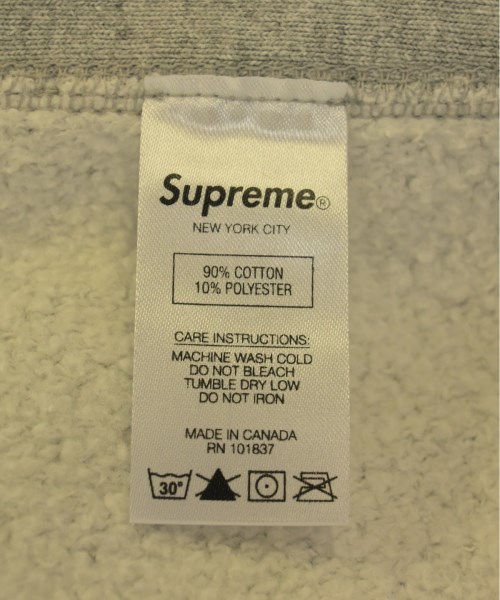 Supreme®
NEW YORK CITY
90% COTTON
10% POLYESTER
CARE INSTRUCTIONS:
MACHINE WASH COLD
DO NOT BLEACH
TUMBLE DRY LOW
DO NOT IRON
MADE IN CANADA
RN 101837
30°